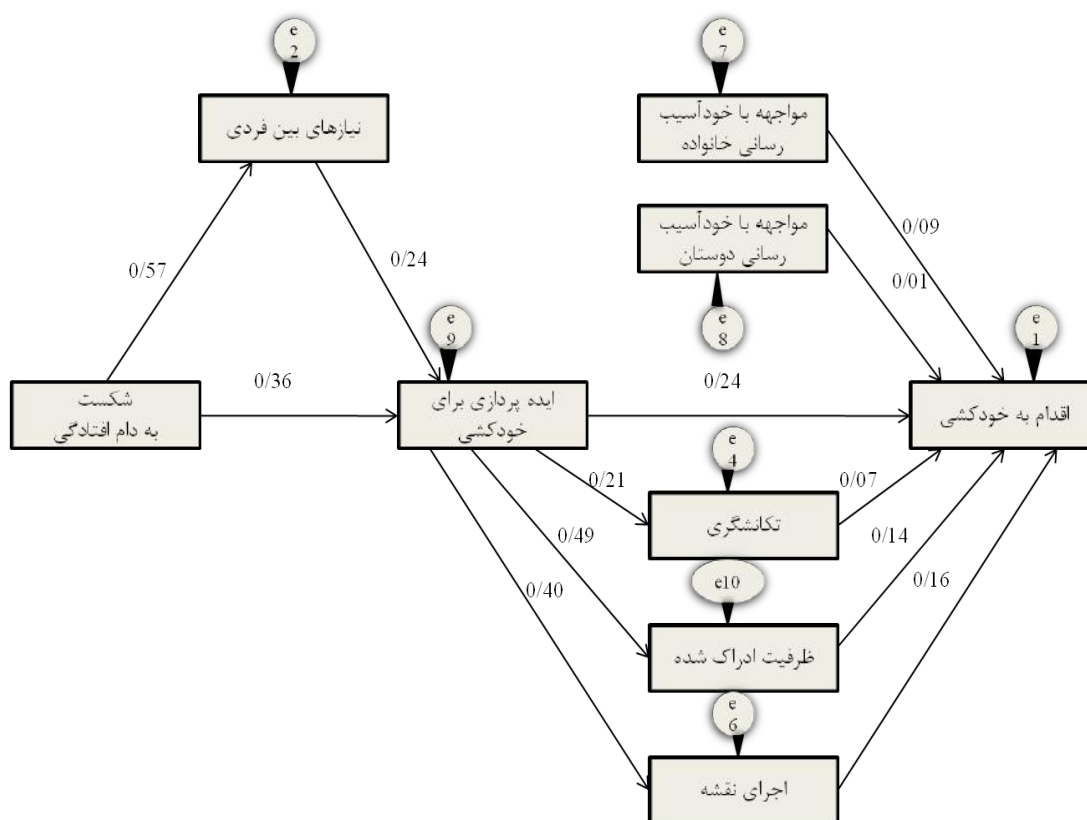 e
2
نیازهای بین فردی
e
7
مواجهه با خودآسیب
رسانی خانواده
مواجهه با خودآسیب
رسانی دوستان
e
8
0/09
0/01
0/57
0/24
e
9
e
1
شکست
به دام افتادگی
0/36
ایده پردازی برای
خودکشی
0/24
اقدام به خودکشی
e
4
0/21
تکانشگری
0/07
0/49
0/14
e10
0/40
ظرفیت ادراک شده
0/16
e
6
اجرای نقشه